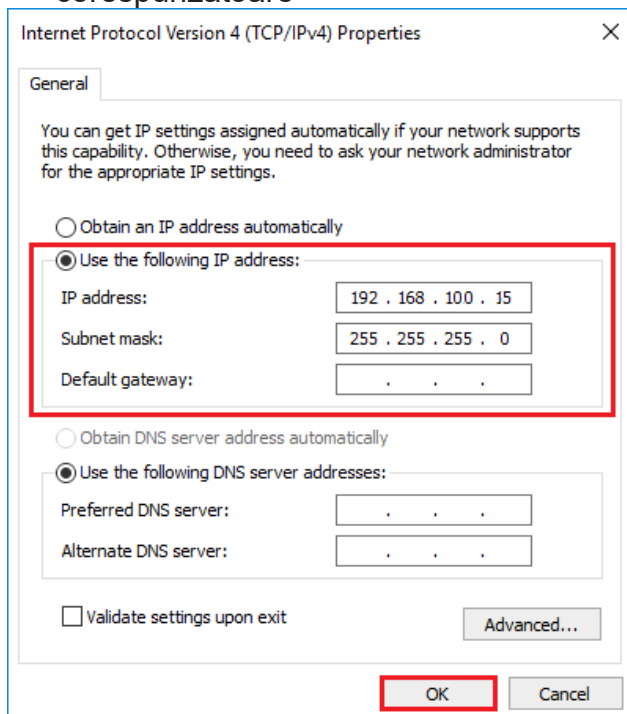 corespunzătoare
Internet Protocol Version 4 (TCP/IPv4) Properties
General
You can get IP settings assigned automatically if your network supports
this capability. Otherwise, you need to ask your network administrator
for the appropriate IP settings.
Obtain an IP address automatically
Use the following IP address:
IP address: 192 . 168 . 100 . 15
Subnet mask: 255 . 255 . 255 . 0
Default gateway: . . .
Obtain DNS server address automatically
Use the following DNS server addresses:
Preferred DNS server: . . .
Alternate DNS server: . . .
Validate settings upon exit
Advanced...
OK Cancel